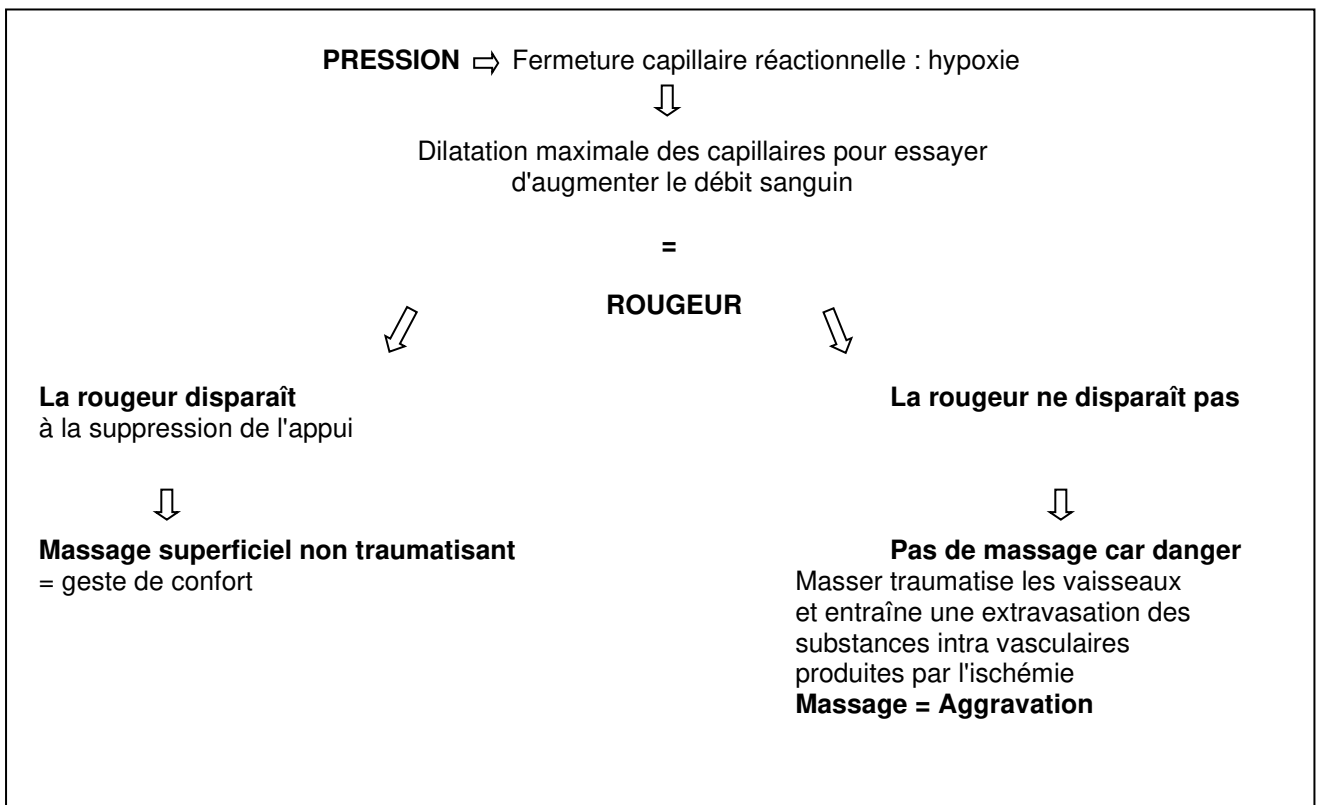 PRESSION ⇨ Fermeture capillaire réactionnelle : hypoxie
Dilatation maximale des capillaires pour essayer
d'augmenter le débit sanguin
=
ROUGEUR
La rougeur disparaît
à la suppression de l'appui
La rougeur ne disparaît pas
Massage superficiel non traumatisant
= geste de confort
Pas de massage car danger
Masser traumatise les vaisseaux
et entraîne une extravasation des
substances intra vasculaires
produites par l'ischémie
Massage = Aggravation